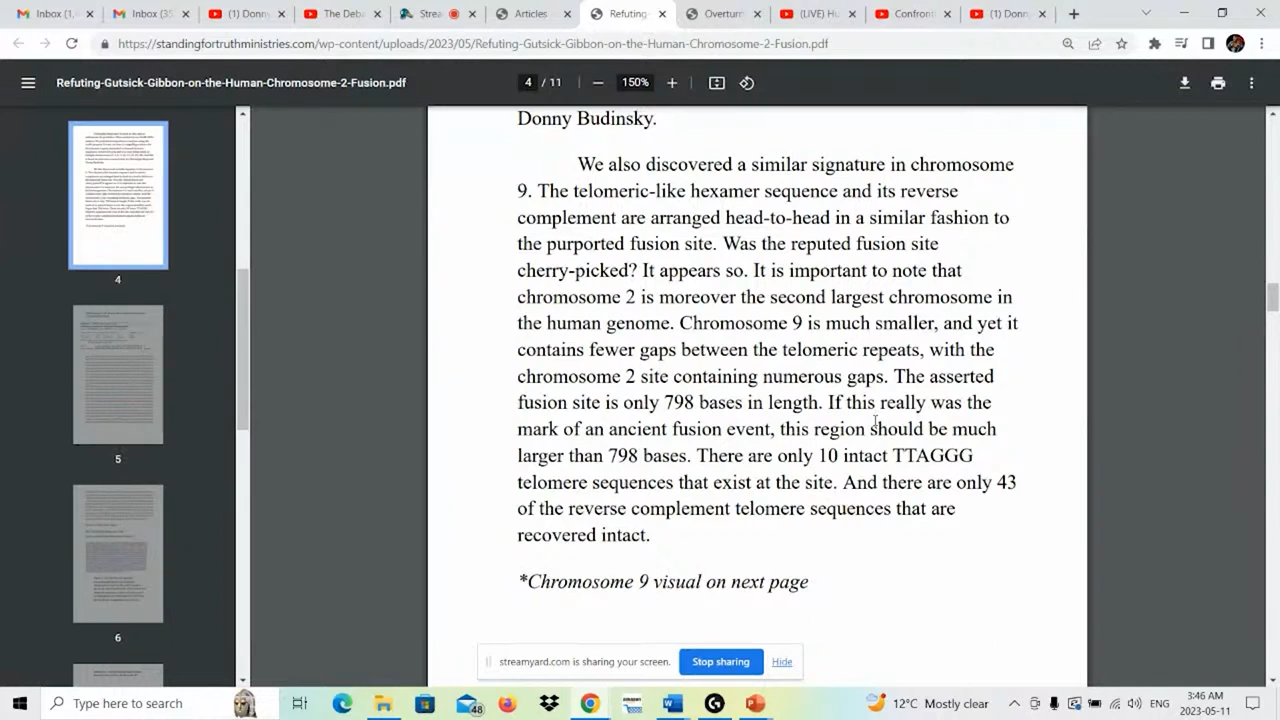 Inbox (1,
Inbox (3
(1) Donn
The Deba
Strea
Articles
Refuting-
Overturn
(LIVE) Hu
Confront
(1) Donn
https://standingfortruthministries.com/wp-content/uploads/2023/05/Refuting-Gutsick-Gibbon-on-the-Human-Chromosome-2-Fusion.pdf
Refuting-Gutsick-Gibbon-on-the-Human-Chromosome-2-Fusion.pdf
4 / 11
150%
4
5
6
Donny Budinsky.
We also discovered a similar signature in chromosome
9. The telomeric-like hexamer sequence and its reverse
complement are arranged head-to-head in a similar fashion to
the purported fusion site. Was the reputed fusion site
cherry-picked? It appears so. It is important to note that
chromosome 2 is moreover the second largest chromosome in
the human genome. Chromosome 9 is much smaller, and yet it
contains fewer gaps between the telomeric repeats, with the
chromosome 2 site containing numerous gaps. The asserted
fusion site is only 798 bases in length. If this really was the
mark of an ancient fusion event, this region should be much
larger than 798 bases. There are only 10 intact TTAGGG
telomere sequences that exist at the site. And there are only 43
of the reverse complement telomere sequences that are
recovered intact.
*Chromosome 9 visual on next page
streamyard.com is sharing your screen.
Stop sharing
Hide
Type here to search
48
12°C Mostly clear
ENG
3:46 AM
2023-05-11